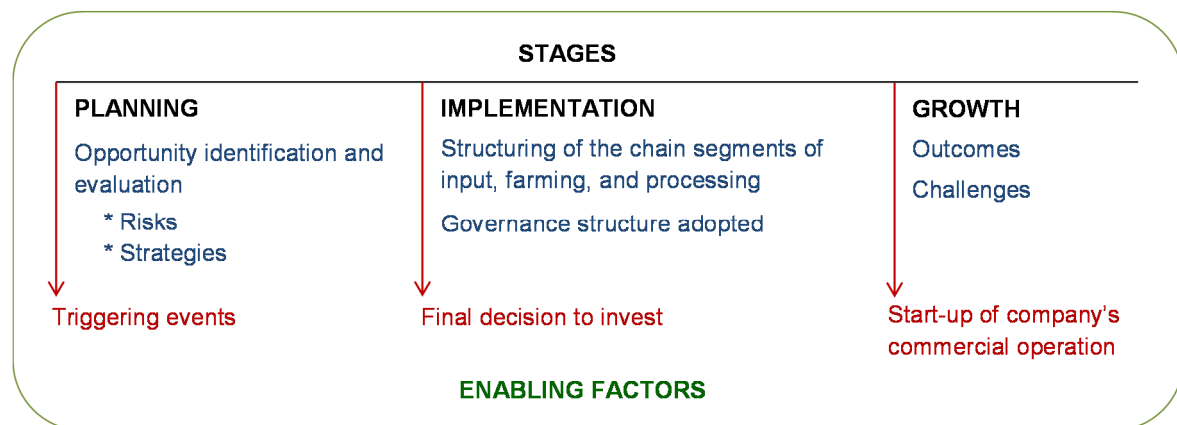 STAGES
PLANNING
Opportunity identification and
evaluation
* Risks
* Strategies
Triggering events
IMPLEMENTATION
Structuring of the chain segments of
input, farming, and processing
Governance structure adopted
Final decision to invest
GROWTH
Outcomes
Challenges
Start-up of company's
commercial operation
ENABLING FACTORS